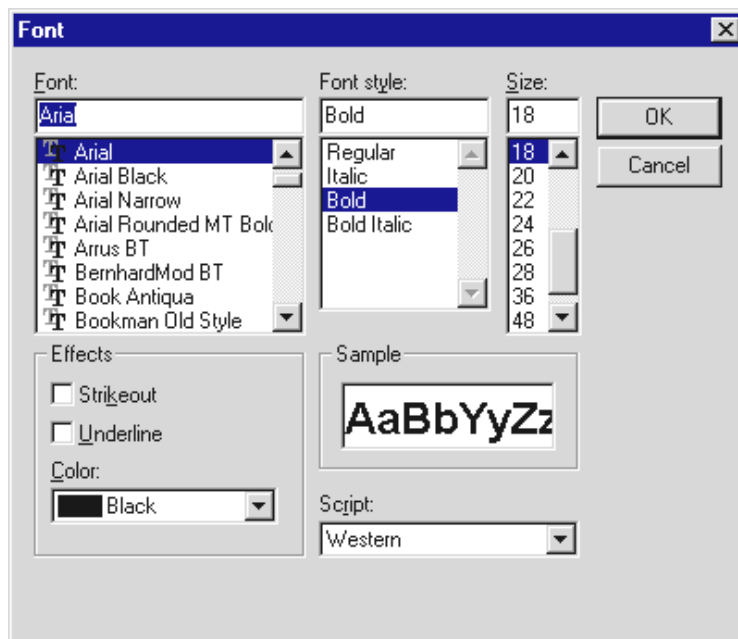 Font
Font: Font style: Size:
Arial Bold 18 OK
Arial Regular 18 Cancel
Arial Black Italic 20
Arial Narrow Bold 22
Arial Rounded MT Bold Bold Italic 24
Arrus BT 26
BernhardMod BT 28
Book Antiqua 36
Bookman Old Style 48
Effects Sample
Strikeout AaBbYyZz
Underline
Color:
Black Script:
Western